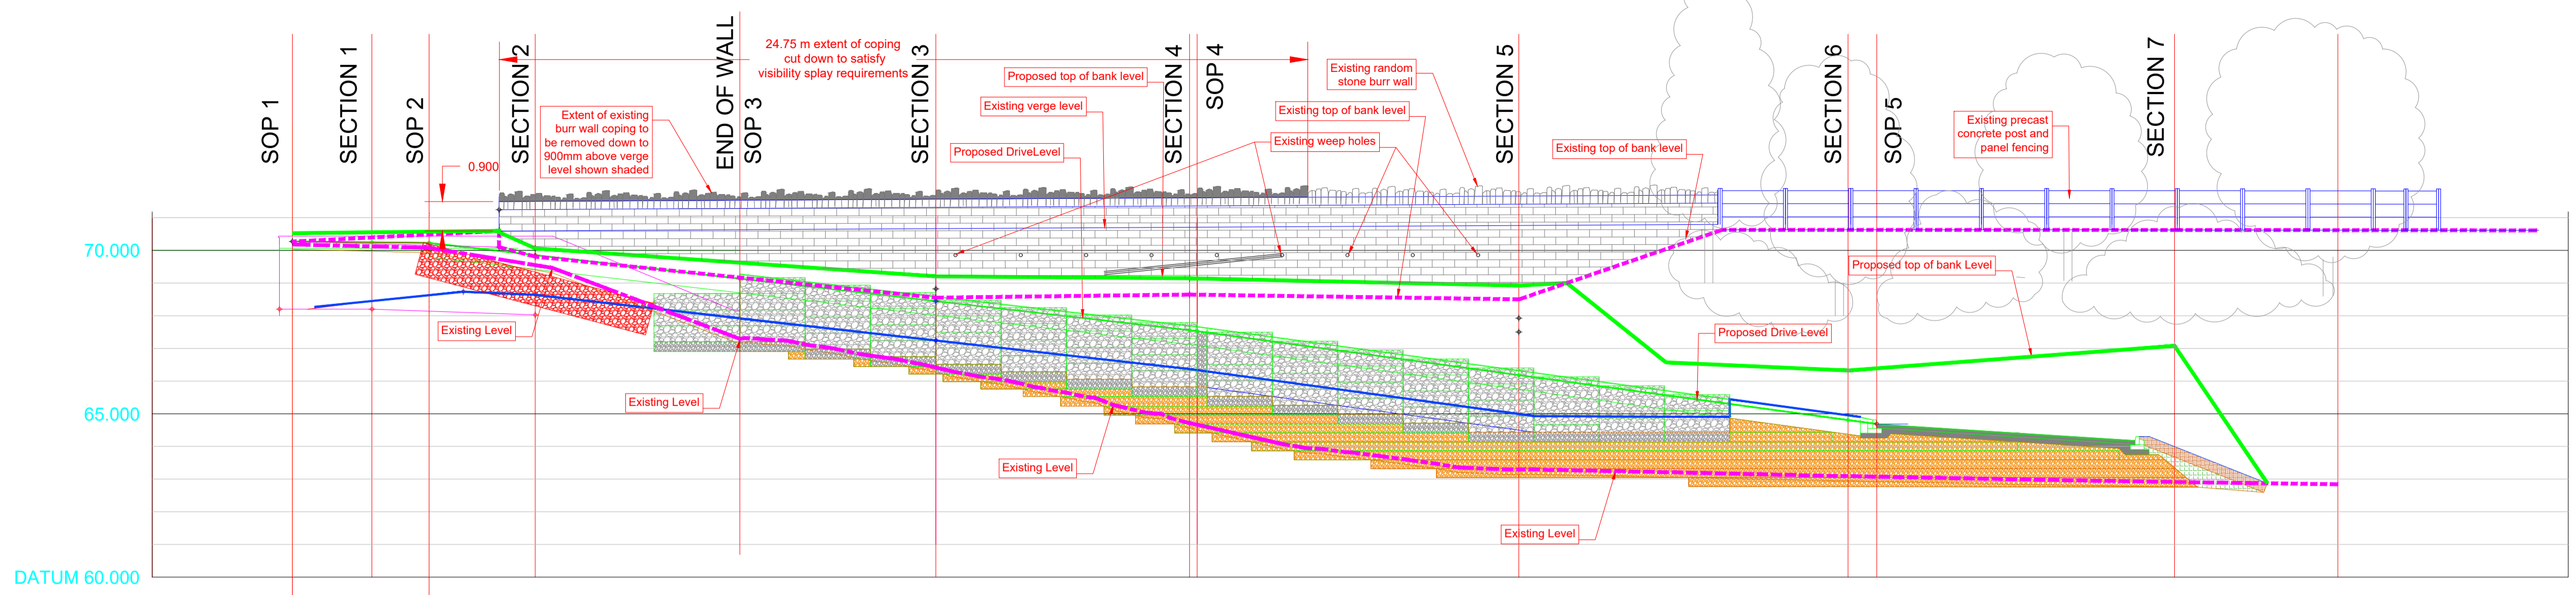 SOP 1
SECTION 1
SOP 2
SECTION 2
END OF WALL
SOP 3
SECTION 3
SECTION 4
SOP 4
SECTION 5
SECTION 6
SOP 5
SECTION 7
24.75 m extent of coping
cut down to satisfy
visibility splay requirements
0.900
Extent of existing
burr wall coping to
be removed down to
900mm above verge
level shown shaded
Proposed top of bank level
Existing verge level
Proposed DriveLevel
Existing random
stone burr wall
Existing top of bank level
Existing weep holes
Existing top of bank level
Existing precast
concrete post and
panel fencing
Proposed top of bank Level
Existing Level
Proposed Drive Level
Existing Level
Existing Level
Existing Level
70.000
65.000
DATUM 60.000